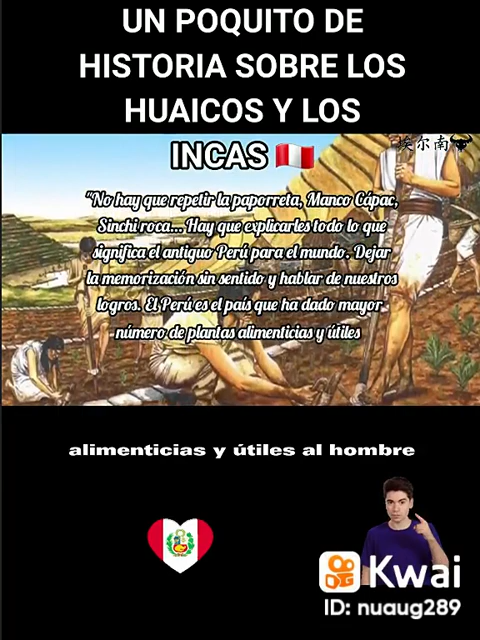 UN POQUITO DE
HISTORIA SOBRE LOS
HUAICOS Y LOS
INCAS 🇵🇪
埃尔南
"No hay que repetir la paporreta, Manco Cápac,
Sinchi roca... Hay que explicarles todo lo que
significa el antiguo Perú para el mundo. Dejar
la memorización sin sentido y hablar de nuestros
logros. El Perú es el país que ha dado mayor
número de plantas alimenticias y útiles
alimenticias y útiles al hombre
Kwai
ID: nuaug289